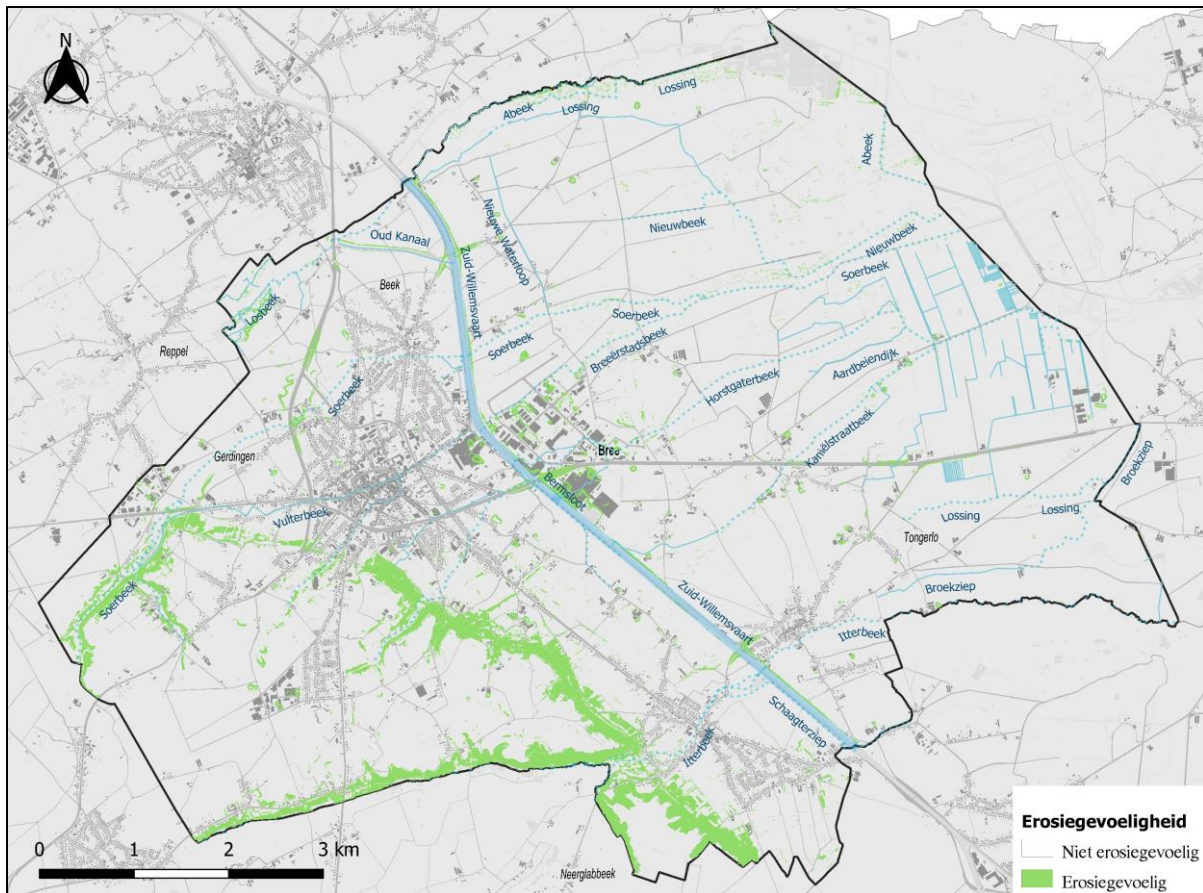 N
Abeek
Lossing
Lossing
Abeek
Nieuwe Waterloop
Nieuwbeek
Oud Kanaal
Zuid-Willemsvaart
Nieuwbeek
Soerbeek
Beek
Losbeek
Soerbeek
Reppel
Soerbeek
Breeërstadsbeek
Aardbeiendijk
Horstgaterbeek
Soerbeek
Kaniëlstraatbeek
Bree
Gerdingen
Broekziep
Bermsloot
Vulterbeek
Lossing
Lossing
Tongerlo
Soerbeek
Broekziep
Zuid-Willemsvaart
Itterbeek
Schaagterziep
Itterbeek
Neerglabbeek
0 1 2 3 km
Erosiegevoeligheid
Niet erosiegevoelig
Erosiegevoelig